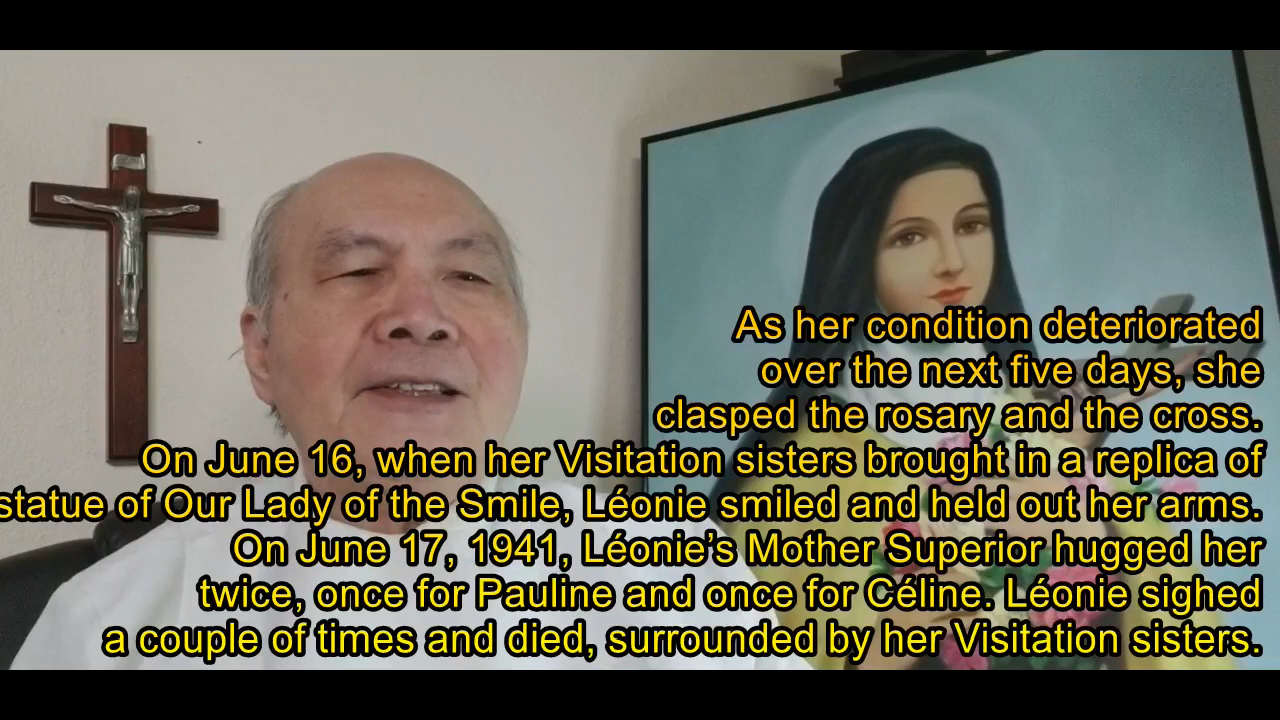 As her condition deteriorated
over the next five days, she
clasped the rosary and the cross.
On June 16, when her Visitation sisters brought in a replica of
statue of Our Lady of the Smile, Léonie smiled and held out her arms.
On June 17, 1941, Léonie’s Mother Superior hugged her
twice, once for Pauline and once for Céline. Léonie sighed
a couple of times and died, surrounded by her Visitation sisters.